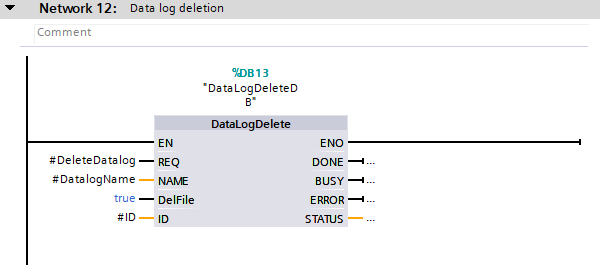 Network 12: Data log deletion
Comment
%DB13
"DataLogDeleteD
B"
DataLogDelete
EN ENO
#DeleteDatalog REQ DONE ...
#DatalogName NAME BUSY ...
true DelFile ERROR ...
#ID ID STATUS ...